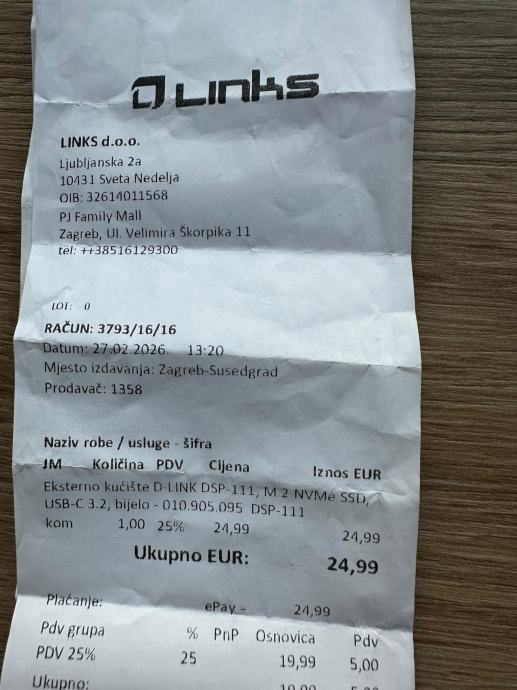 LINKS
LINKS d.o.o.
Ljubljanska 2a
10431 Sveta Nedelja
OIB: 32614011568
PJ Family Mall
Zagreb, Ul. Velimira Škorpika 11
tel: ++38516129300
LOT: 0
RAČUN: 3793/16/16
Datum: 27.02.2026. 13:20
Mjesto izdavanja: Zagreb-Susedgrad
Prodavač: 1358
Naziv robe / usluge - šifra
JM Količina PDV Cijena Iznos EUR
Eksterno kućište D-LINK DSP-111, M 2 NVMe SSD,
USB-C 3.2, bijelo - 010.905.095 DSP-111
kom 1,00 25% 24,99 24,99
Ukupno EUR: 24,99
Plaćanje: ePay - 24,99
Pdv grupa % PnP Osnovica Pdv
PDV 25% 25 19,99 5,00
Ukupno: